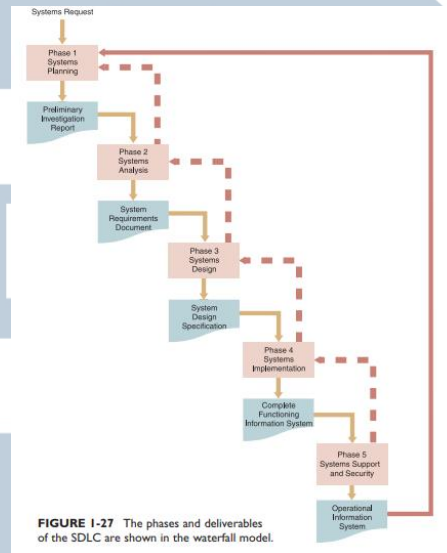 Systems Request
Phase 1
Systems
Planning
Preliminary
Investigation
Report
Phase 2
Systems
Analysis
System
Requirements
Document
Phase 3
Systems
Design
System
Design
Specification
Phase 4
Systems
Implementation
Complete
Functioning
Information System
Phase 5
Systems Support
and Security
Operational
Information
System
FIGURE 1-27 The phases and deliverables
of the SDLC are shown in the waterfall model.